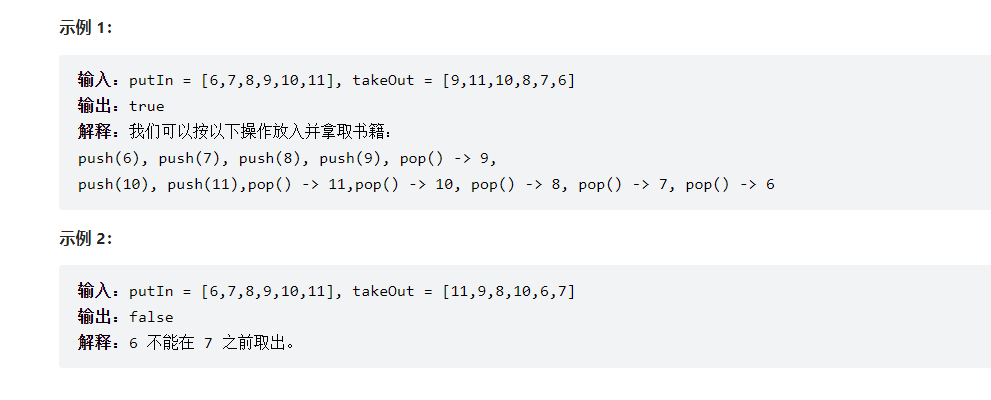 示例 1：
输入：putIn = [6,7,8,9,10,11], takeOut = [9,11,10,8,7,6]
输出：true
解释：我们可以按以下操作放入并拿取书籍：
push(6), push(7), push(8), push(9), pop() -> 9,
push(10), push(11),pop() -> 11,pop() -> 10, pop() -> 8, pop() -> 7, pop() -> 6
示例 2：
输入：putIn = [6,7,8,9,10,11], takeOut = [11,9,8,10,6,7]
输出：false
解释：6 不能在 7 之前取出。